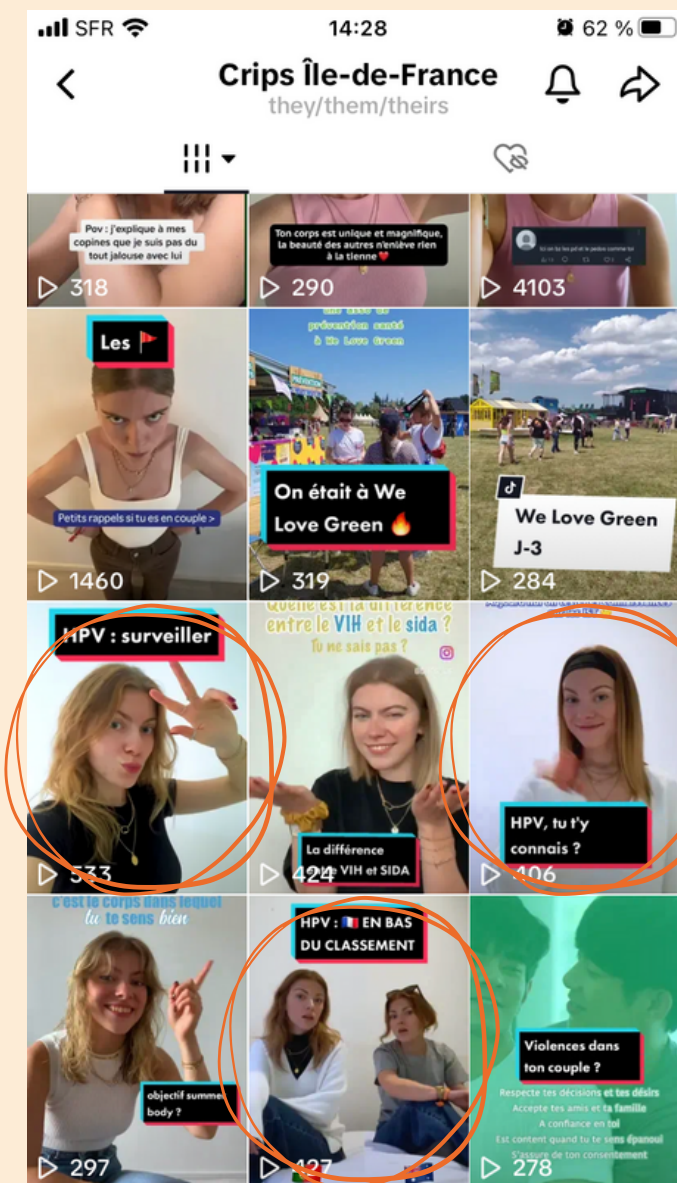 SFR
14:28
62 %
Crips Île-de-France
they/them/theirs
Pov : j'explique à mes
copines que je suis pas du
tout jalouse avec lui
318
Ton corps est unique et magnifique,
la beauté des autres n'enlève rien
à la tienne❤️
290
4103
Les 🚩
Petits rappels si tu es en couple >
1460
une asso de
prévention santé
à We Love Green
PRÉVENTION
On était à We
Love Green 🔥
319
We Love Green
J-3
284
HPV : surveiller
533
Quelle est la différence
entre le VIH et le sida ?
Tu ne sais pas ?
La différence
entre VIH et SIDA
424
HPV, tu t'y
connais ?
406
c'est le corps dans lequel
tu te sens bien
objectif summer
body ?
297
HPV : 🇫🇷 EN BAS
DU CLASSEMENT
427
Violences dans
ton couple ?
Respecte tes décisions et tes désirs
Accepte tes amis et ta famille
A confiance en toi
Est content quand tu te sens épanoui
S'assure de ton consentement
278